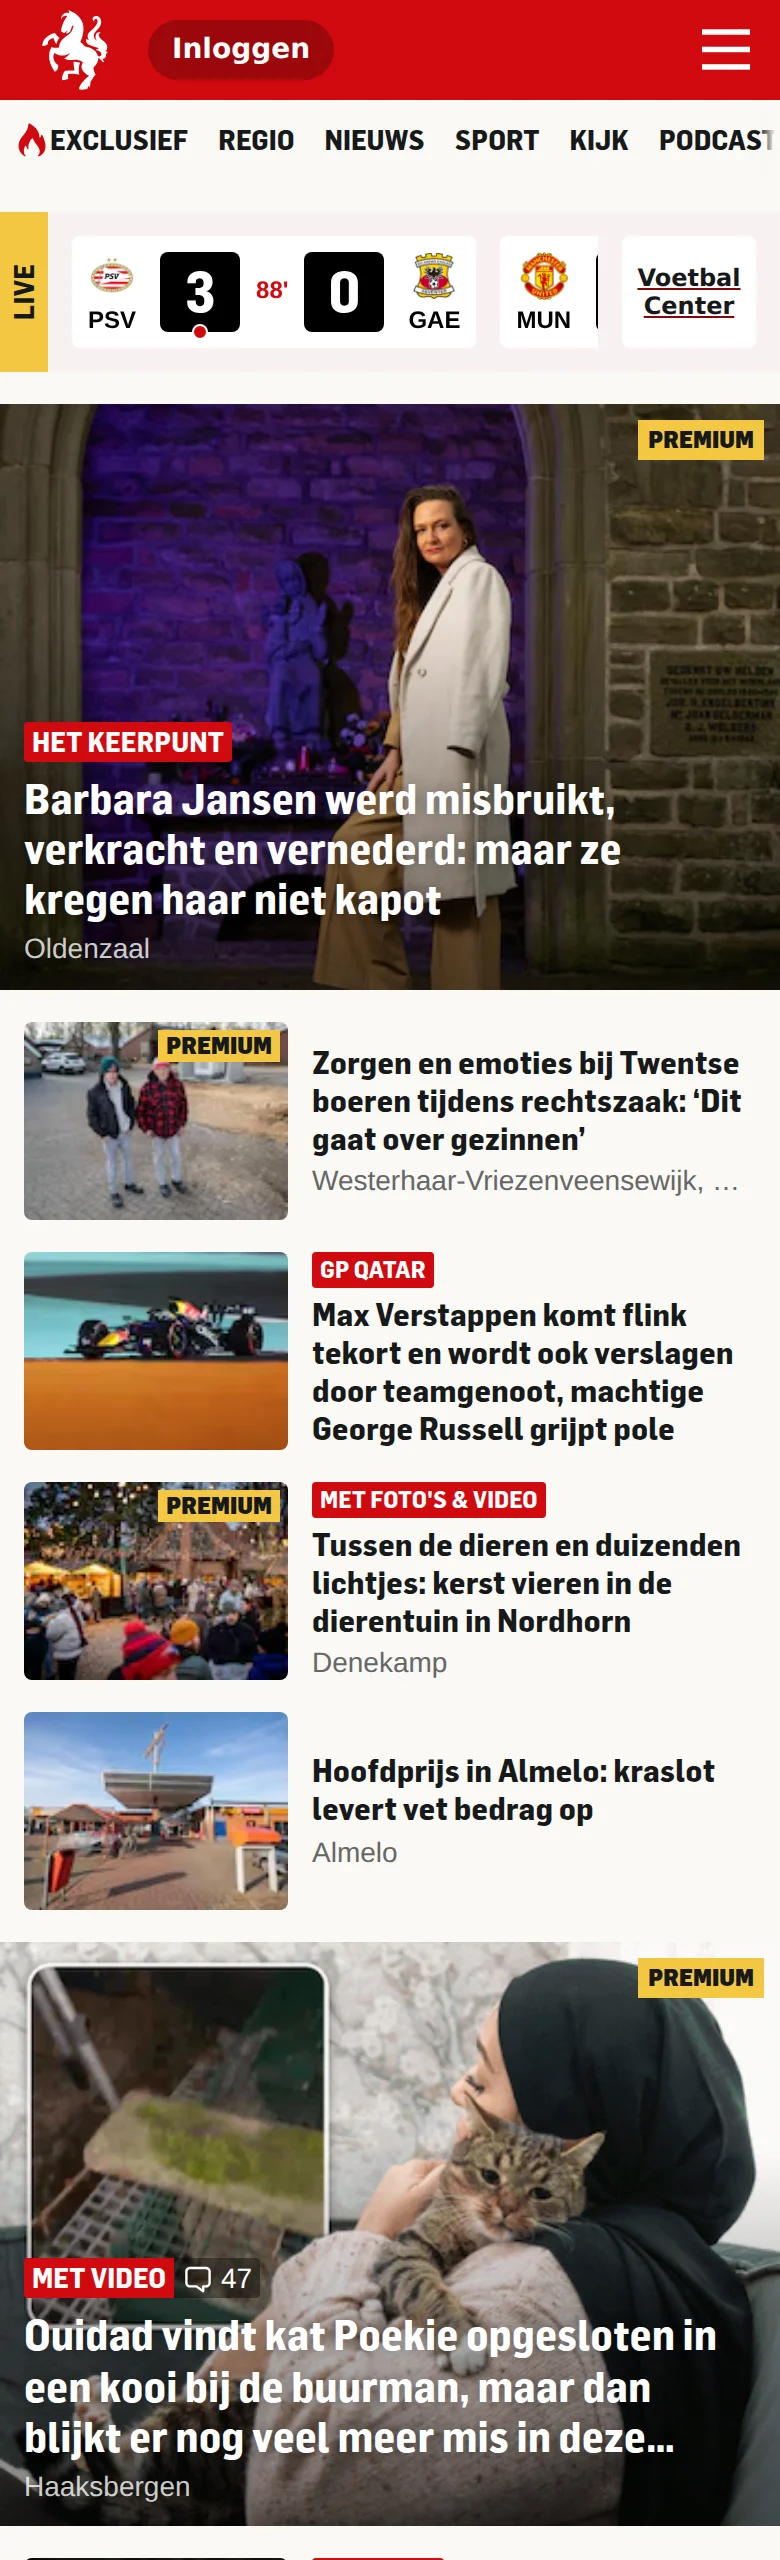 Inloggen
EXCLUSIEF REGIO NIEUWS SPORT KIJK PODCAST
LIVE
PSV
3
88'
0
GAE
MUN
Voetbal
Center
PREMIUM
HET KEERPUNT
Barbara Jansen werd misbruikt,
verkracht en vernederd: maar ze
kregen haar niet kapot
Oldenzaal
PREMIUM
Zorgen en emoties bij Twentse
boeren tijdens rechtszaak: ‘Dit
gaat over gezinnen’
Westerhaar-Vriezenveensewijk, …
GP QATAR
Max Verstappen komt flink
tekort en wordt ook verslagen
door teamgenoot, machtige
George Russell grijpt pole
PREMIUM
MET FOTO'S & VIDEO
Tussen de dieren en duizenden
lichtjes: kerst vieren in de
dierentuin in Nordhorn
Denekamp
Hoofdprijs in Almelo: kraslot
levert vet bedrag op
Almelo
PREMIUM
MET VIDEO 47
Ouidad vindt kat Poekie opgesloten in
een kooi bij de buurman, maar dan
blijkt er nog veel meer mis in deze...
Haaksbergen